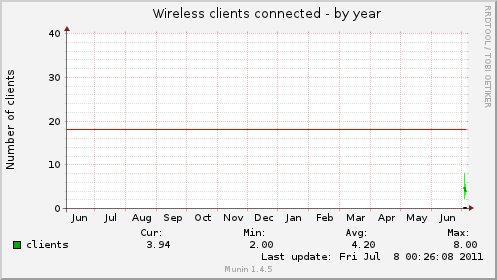 Wireless clients connected - by year
RRDTOOL / TOBI OETIKER
Number of clients
40
30
20
10
0
Jun Jul Aug Sep Oct Nov Dec Jan Feb Mar Apr May Jun
Cur: Min: Avg: Max:
clients 3.94 2.00 4.20 8.00
Last update: Fri Jul 8 00:26:08 2011
Munin 1.4.5